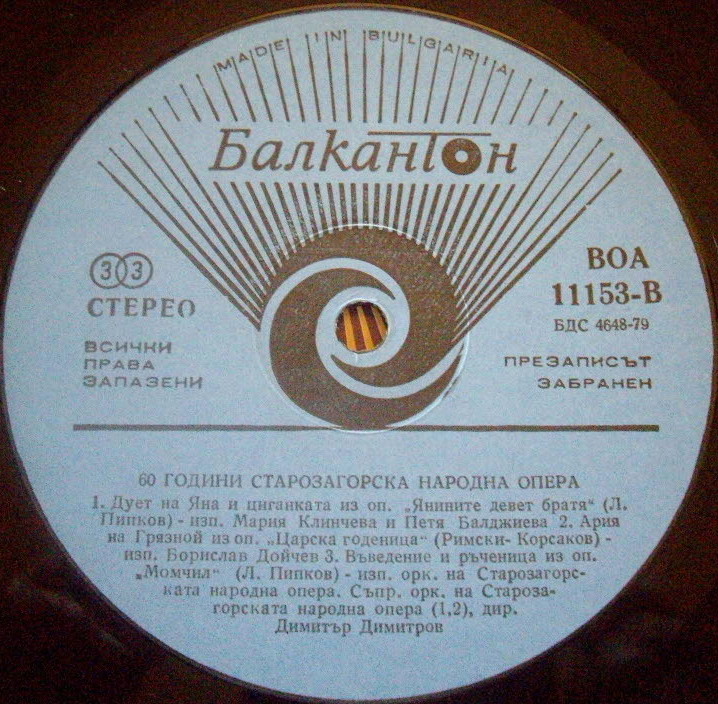 MADE IN BULGARIA
БалканТон
33
СТЕРЕО
ВСИЧКИ
ПРАВА
ЗАПАЗЕНИ
ВОА
11153-В
БДС 4648-79
ПРЕЗАПИСЪТ
ЗАБРАНЕН
60 ГОДИНИ СТАРОЗАГОРСКА НАРОДНА ОПЕРА
1. Дует на Яна и циганката из оп. „Янините девет братя“ (Л.
Пипков) - изп. Мария Клинчева и Петя Балджиева 2. Ария
на Грязной из оп. „Царска годеница“ (Римски- Корсаков) -
изп. Борислав Дойчев 3. Въведение и ръченица из оп.
„Момчил“ (Л. Пипков) - изп. орк. на Старозагорс-
ката народна опера. Съпр. орк. на Староза-
горската народна опера (1,2), дир.
Димитър Димитров